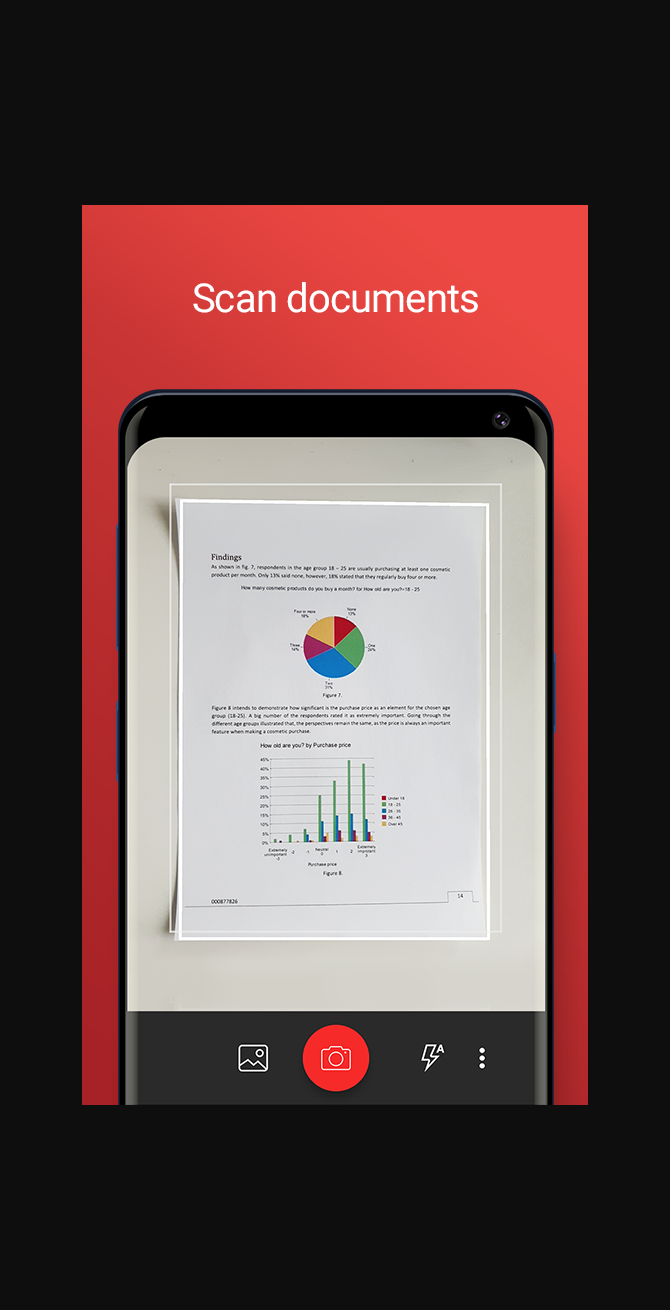 Scan documents
Findings
As shown in fig. 7, respondents in the age group 18 – 25 are usually purchasing at least one cosmetic
product per month. Only 13% said none, however, 18% stated that they regularly buy four or more.
How many cosmetic products do you buy a month? for How old are you?=18 - 25
Four or more
18%
None
13%
Three
14%
One
24%
Two
31%
Figure 7.
Figure 8 intends to demonstrate how significant is the purchase price as an element for the chosen age
group (18-25). A big number of the respondents rated it as extremely important. Going through the
different age groups illustrated that, the perspectives remain the same, as the price is always an important
feature when making a cosmetic purchase.
How old are you? by Purchase price
45%
40%
35%
30%
25%
20%
15%
10%
5%
0%
Under 18
18 - 25
26 - 35
36 - 45
Over 45
Extremely unimportant -3
-2
-1
Neutral 0
1
2
Extremely important 3
Purchase price
Figure 8.
000877826
14
A